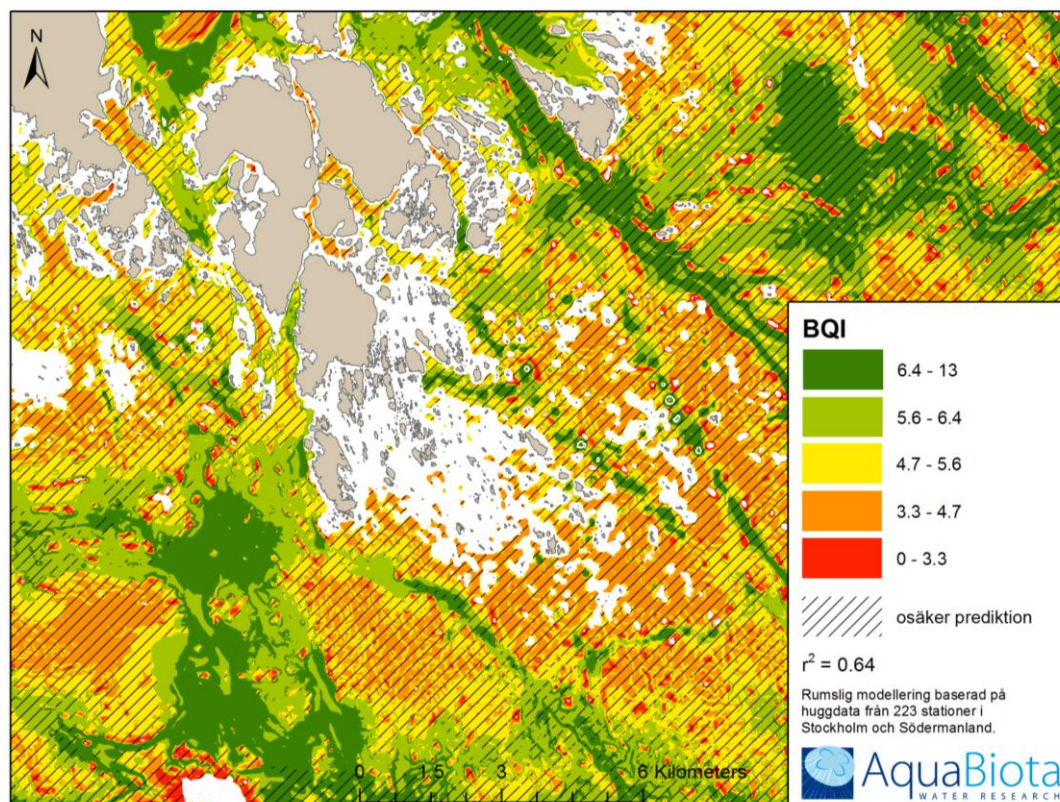 N
BQI
6.4 - 13
5.6 - 6.4
4.7 - 5.6
3.3 - 4.7
0 - 3.3
osäker prediktion
r² = 0.64
Rumslig modellering baserad på
huggdata från 223 stationer i
Stockholm och Södermanland.
0 1.5 3 6 Kilometers
AquaBiota
WATER RESEARCH